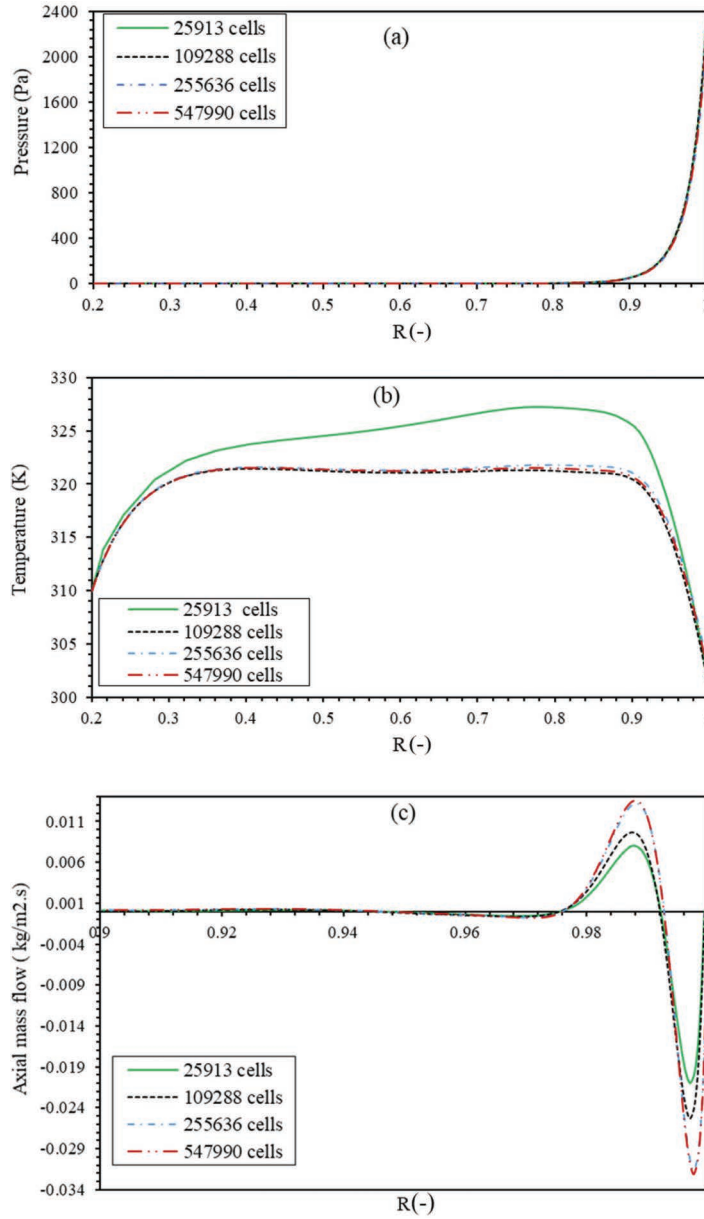 25913 cells
109288 cells
255636 cells
547990 cells
(a)
Pressure (Pa)
2400
2000
1600
1200
800
400
0
0.2 0.3 0.4 0.5 0.6 0.7 0.8 0.9
R(-)
(b)
Temperature (K)
330
325
320
315
310
305
300
25913 cells
109288 cells
255636 cells
547990 cells
0.2 0.3 0.4 0.5 0.6 0.7 0.8 0.9
R(-)
(c)
Axial mass flow ( kg/m2.s)
0.011
0.006
0.001
-0.004
-0.009
-0.014
-0.019
-0.024
-0.029
-0.034
0.9 0.92 0.94 0.96 0.98
25913 cells
109288 cells
255636 cells
547990 cells
R(-)